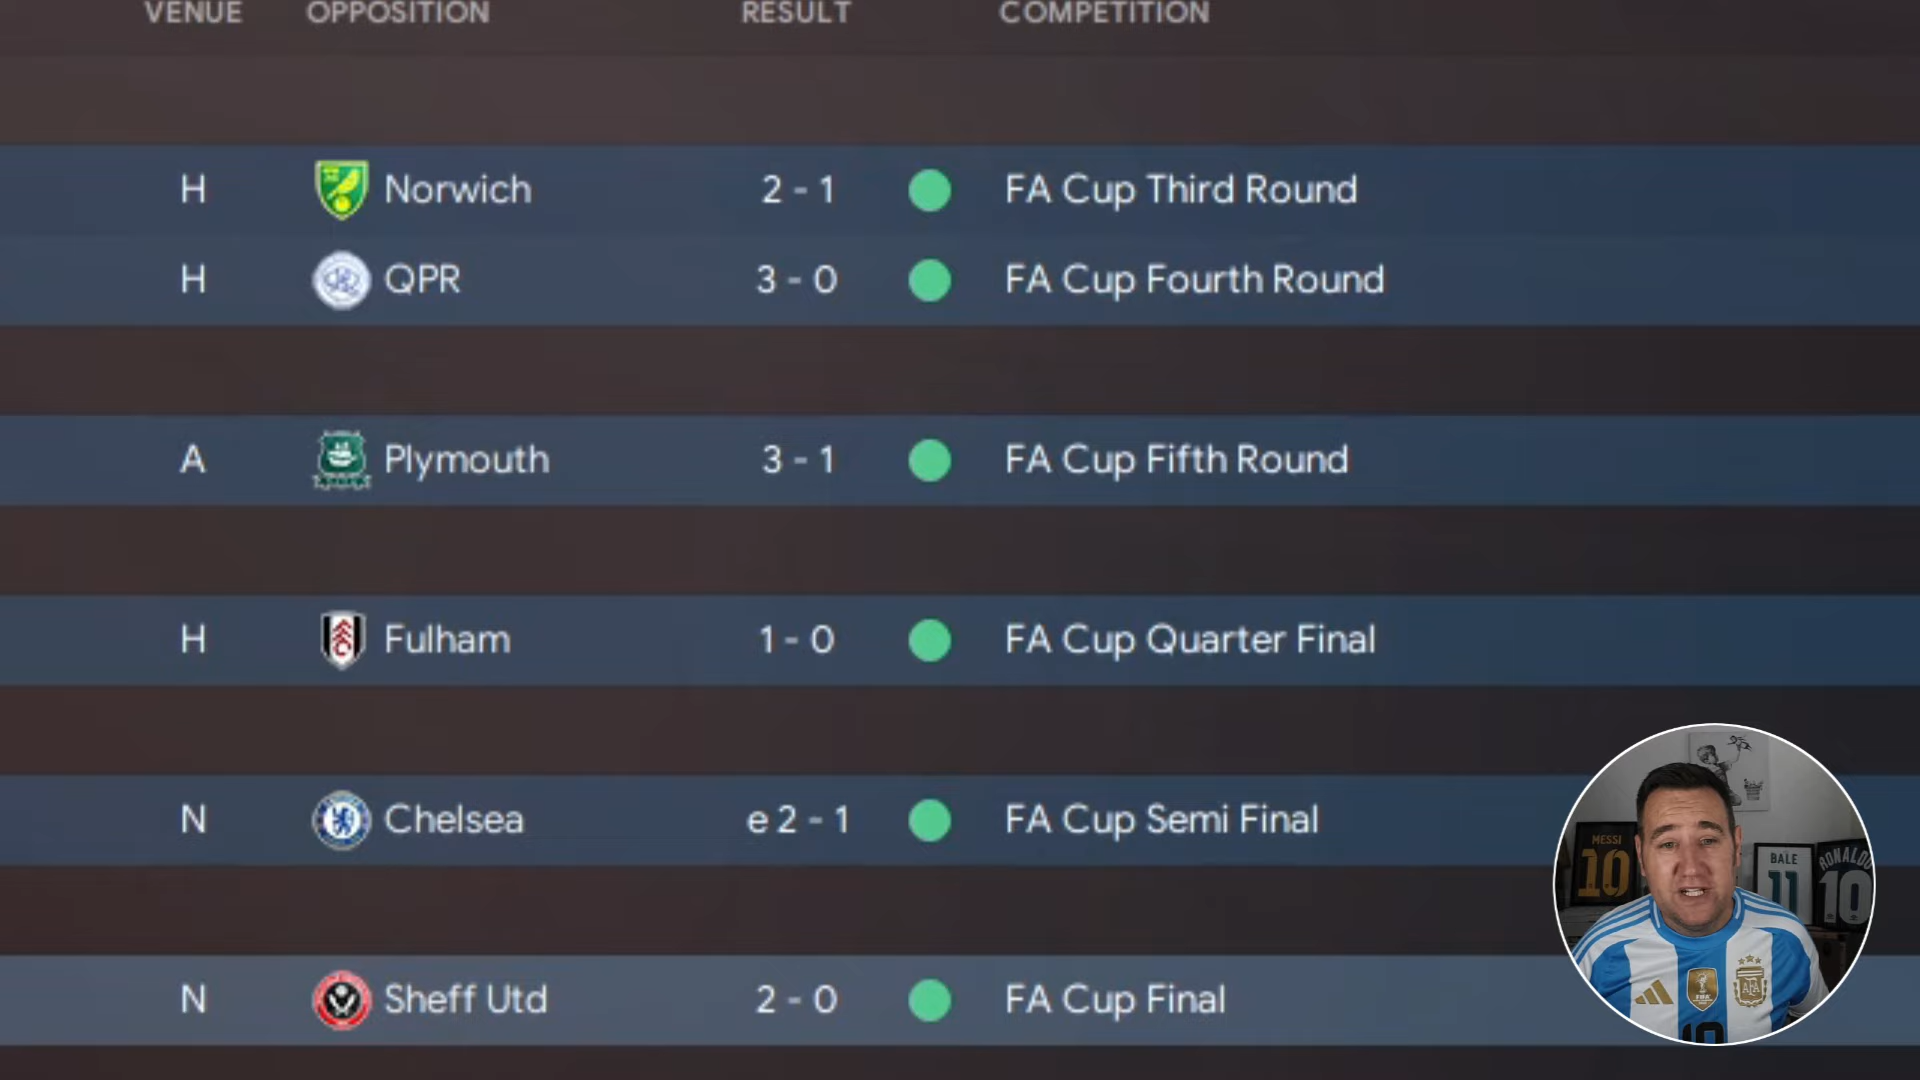 VENUE OPPOSITION RESULT COMPETITION
H Norwich 2 - 1 FA Cup Third Round
H QPR 3 - 0 FA Cup Fourth Round
A Plymouth 3 - 1 FA Cup Fifth Round
H Fulham 1 - 0 FA Cup Quarter Final
N Chelsea e 2 - 1 FA Cup Semi Final
N Sheff Utd 2 - 0 FA Cup Final
MESSI
10
BALE
11
RONALDO
10
AFA
10